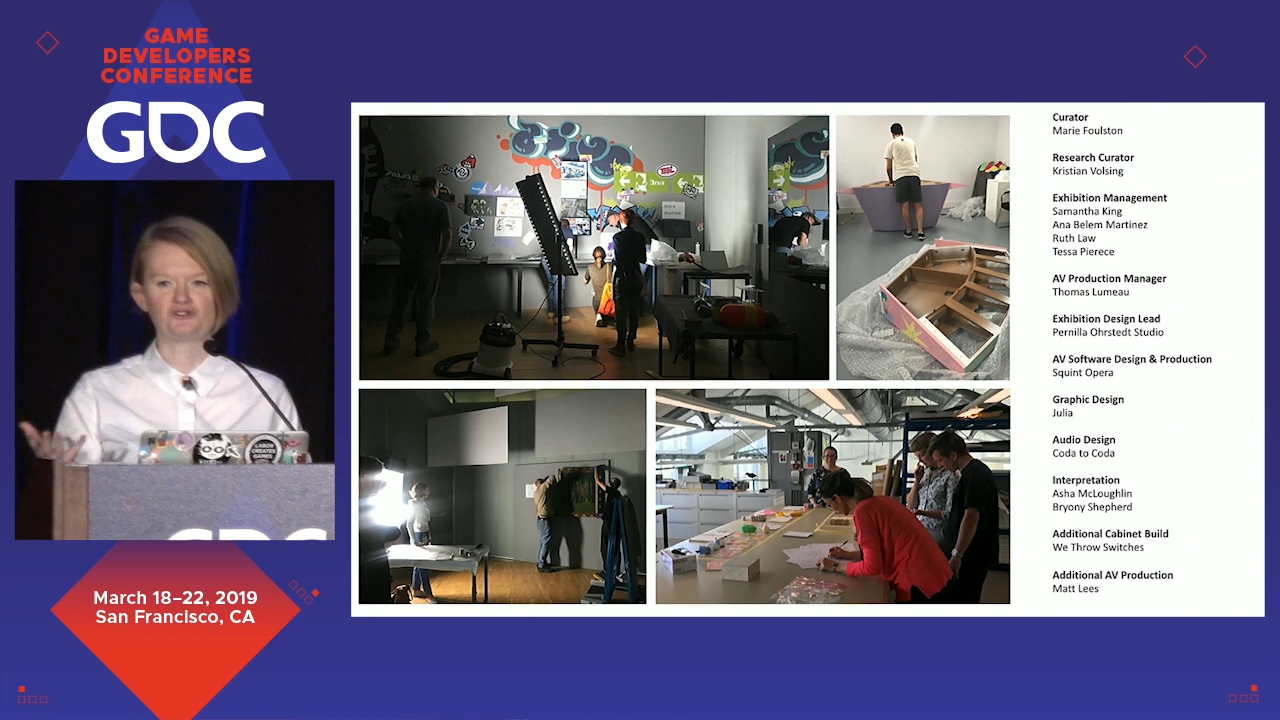 GAME
DEVELOPERS
CONFERENCE
GDC
LABOR
CREATES
GAMES
March 18–22, 2019
San Francisco, CA
Curator
Marie Foulston
Research Curator
Kristian Volsing
Exhibition Management
Samantha King
Ana Belem Martinez
Ruth Law
Tessa Pierece
AV Production Manager
Thomas Lumeau
Exhibition Design Lead
Pernilla Ohrstedt Studio
AV Software Design & Production
Squint Opera
Graphic Design
Julia
Audio Design
Coda to Coda
Interpretation
Asha McLoughlin
Bryony Shepherd
Additional Cabinet Build
We Throw Switches
Additional AV Production
Matt Lees